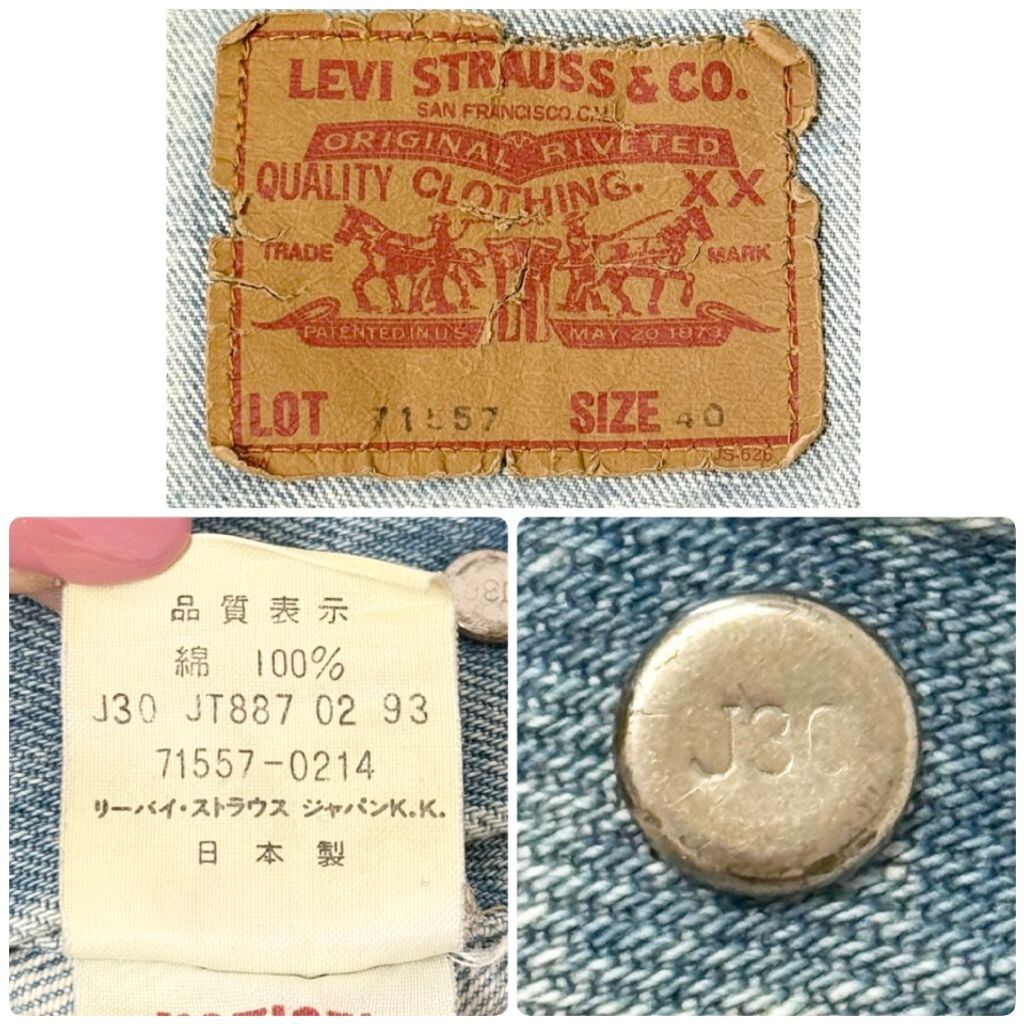 LEVI STRAUSS & CO.
SAN FRANCISCO, CAL
ORIGINAL RIVETED
QUALITY CLOTHING. XX
TRADE MARK
PATENTED IN U.S. MAY 20 1873
LOT 71557 SIZE 40
JS-626
品質表示
綿 100%
J30 JT887 02 93
71557-0214
リーバイ・ストラウス ジャパンK.K.
日本製
J30